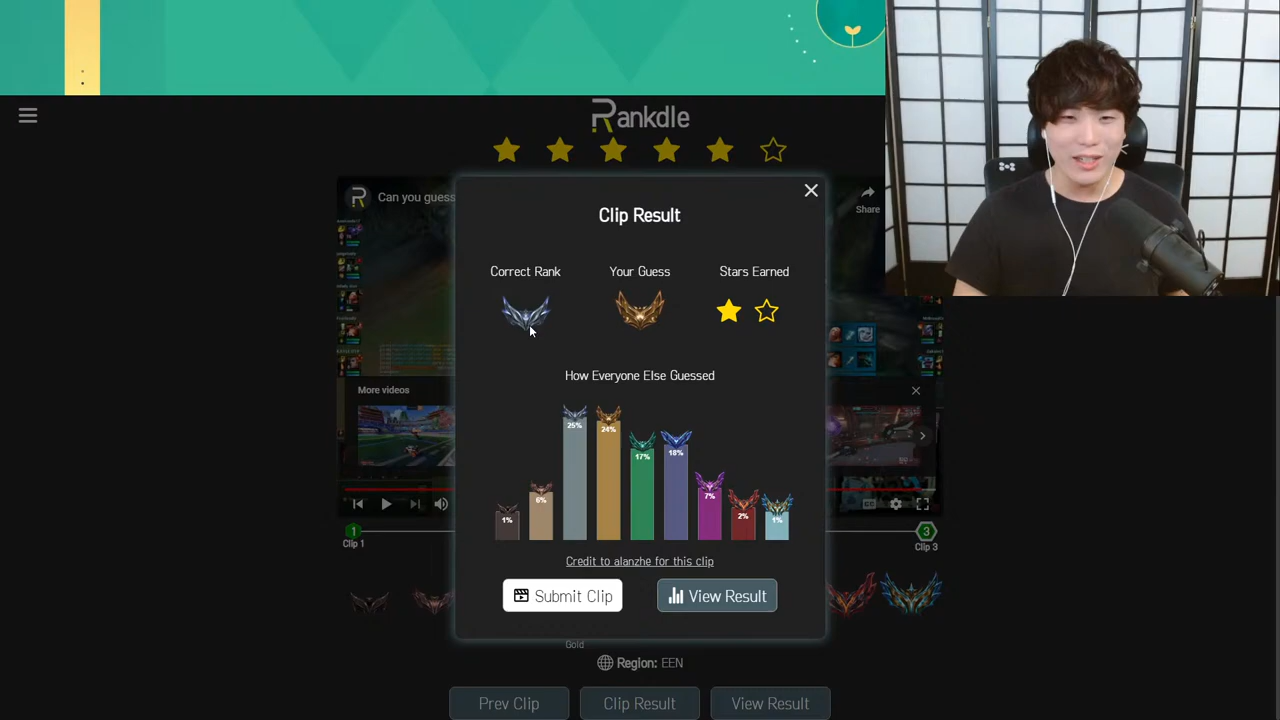 Rankdle
Can you guess
Share
Clip Result
Correct Rank
Your Guess
Stars Earned
How Everyone Else Guessed
More videos
1%
6%
25%
24%
17%
18%
7%
2%
1%
1
Clip 1
3
Clip 3
Credit to alanzhe for this clip
Submit Clip
View Result
Gold
Region: EEN
Prev Clip
Clip Result
View Result